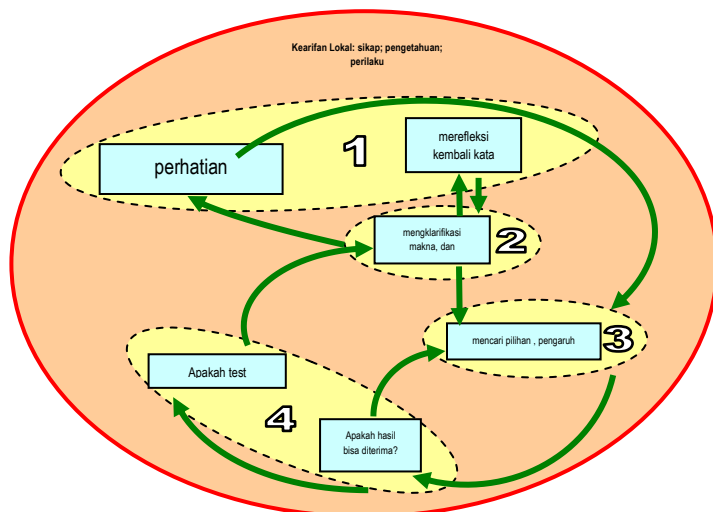 Kearifan Lokal: sikap; pengetahuan;
perilaku
1
merefleksi
kembali kata
perhatian
mengklarifikasi
makna, dan
2
mencari pilihan , pengaruh
3
Apakah test
4
Apakah hasil
bisa diterima?